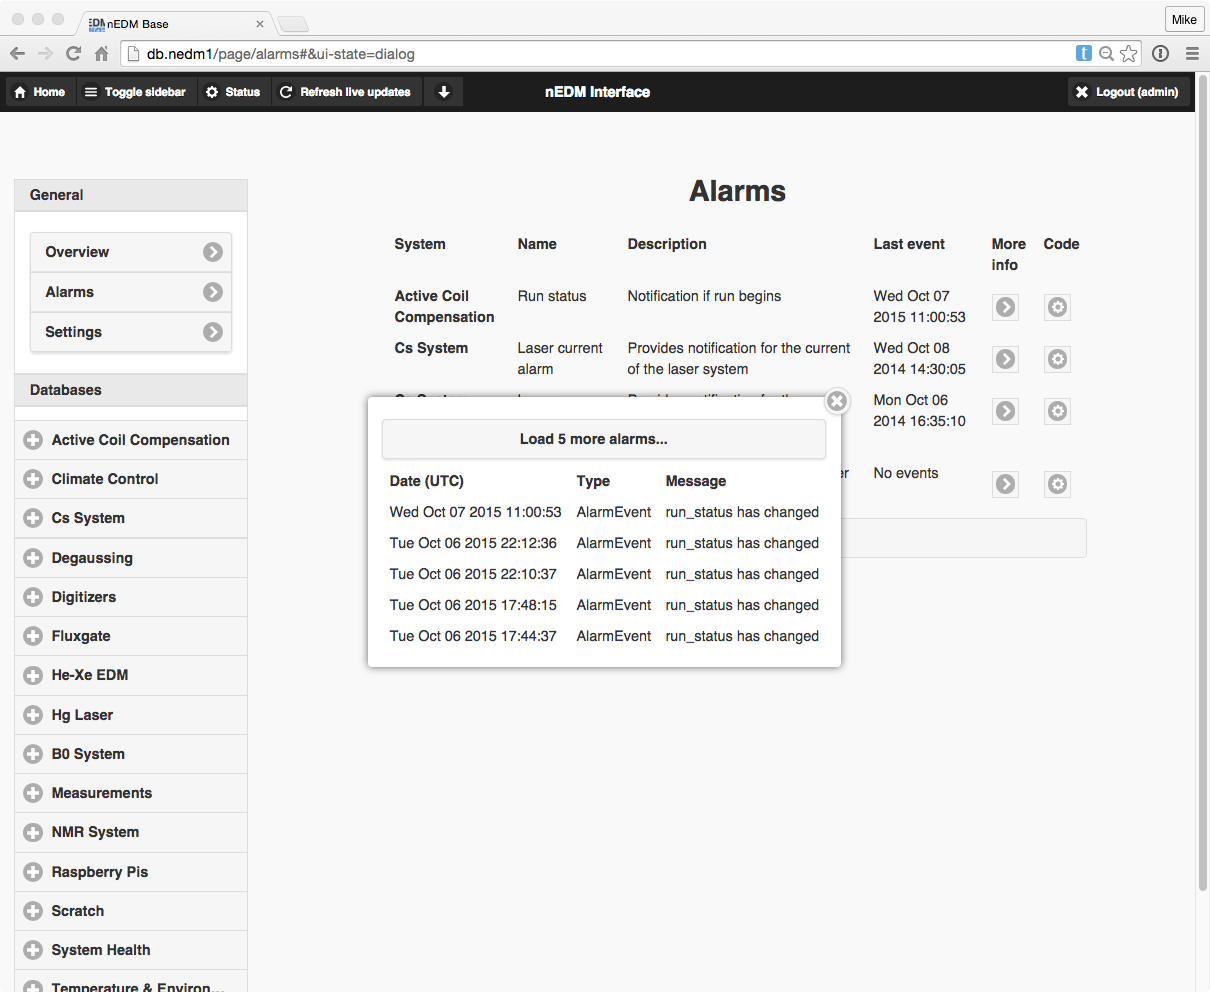 nEDM Base
Mike
db.nedm1/page/alarms#&ui-state=dialog
Home Toggle sidebar Status Refresh live updates nEDM Interface Logout (admin)
General
Overview
Alarms
Settings
Databases
Active Coil Compensation
Climate Control
Cs System
Degaussing
Digitizers
Fluxgate
He-Xe EDM
Hg Laser
B0 System
Measurements
NMR System
Raspberry Pis
Scratch
System Health
Temperature & Environ...
Alarms
System Name Description Last event More info Code
Active Coil Compensation Run status Notification if run begins Wed Oct 07 2015 11:00:53
Cs System Laser current alarm Provides notification for the current of the laser system Wed Oct 08 2014 14:30:05
Mon Oct 06 2014 16:35:10
No events
Load 5 more alarms...
Date (UTC) Type Message
Wed Oct 07 2015 11:00:53 AlarmEvent run_status has changed
Tue Oct 06 2015 22:12:36 AlarmEvent run_status has changed
Tue Oct 06 2015 22:10:37 AlarmEvent run_status has changed
Tue Oct 06 2015 17:48:15 AlarmEvent run_status has changed
Tue Oct 06 2015 17:44:37 AlarmEvent run_status has changed